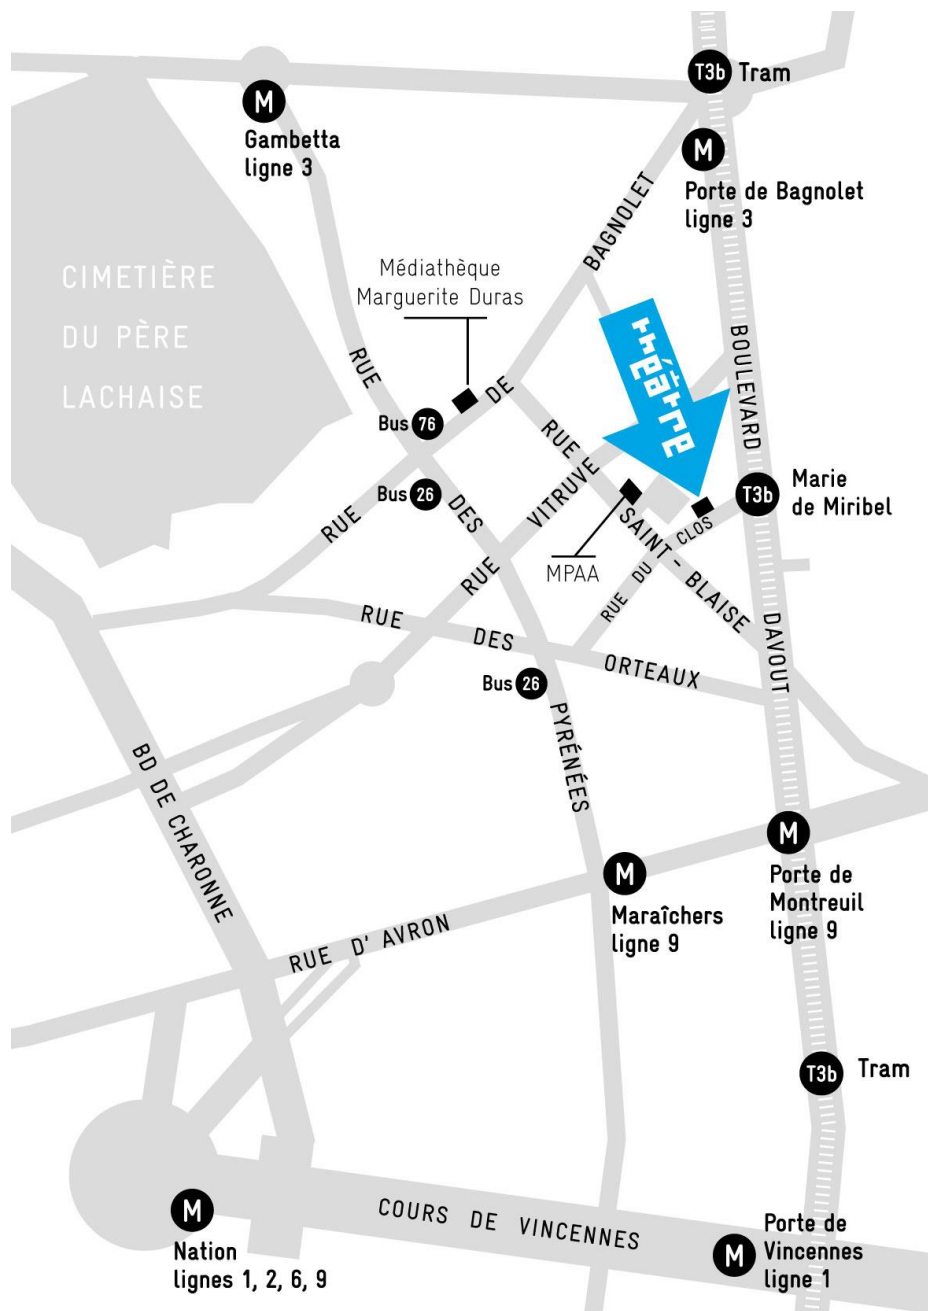 T3b Tram
M
Gambetta
ligne 3
M
Porte de Bagnolet
ligne 3
CIMETIÈRE
DU PÈRE
LACHAISE
Médiathèque
Marguerite Duras
RUE DE BAGNOLET
théâtre
BOULEVARD DAVOUT
Bus 76
Bus 26
RUE DES PYRÉNÉES
RUE VITRUVE
RUE SAINT-BLAISE
T3b
Marie
de Miribel
MPAA
RUE DU CLOS
RUE DES ORTEAUX
Bus 26
BD DE CHARONNE
M
Porte de
Montreuil
ligne 9
M
Maraîchers
ligne 9
RUE D'AVRON
T3b Tram
M
Nation
lignes 1, 2, 6, 9
COURS DE VINCENNES
M
Porte de
Vincennes
ligne 1